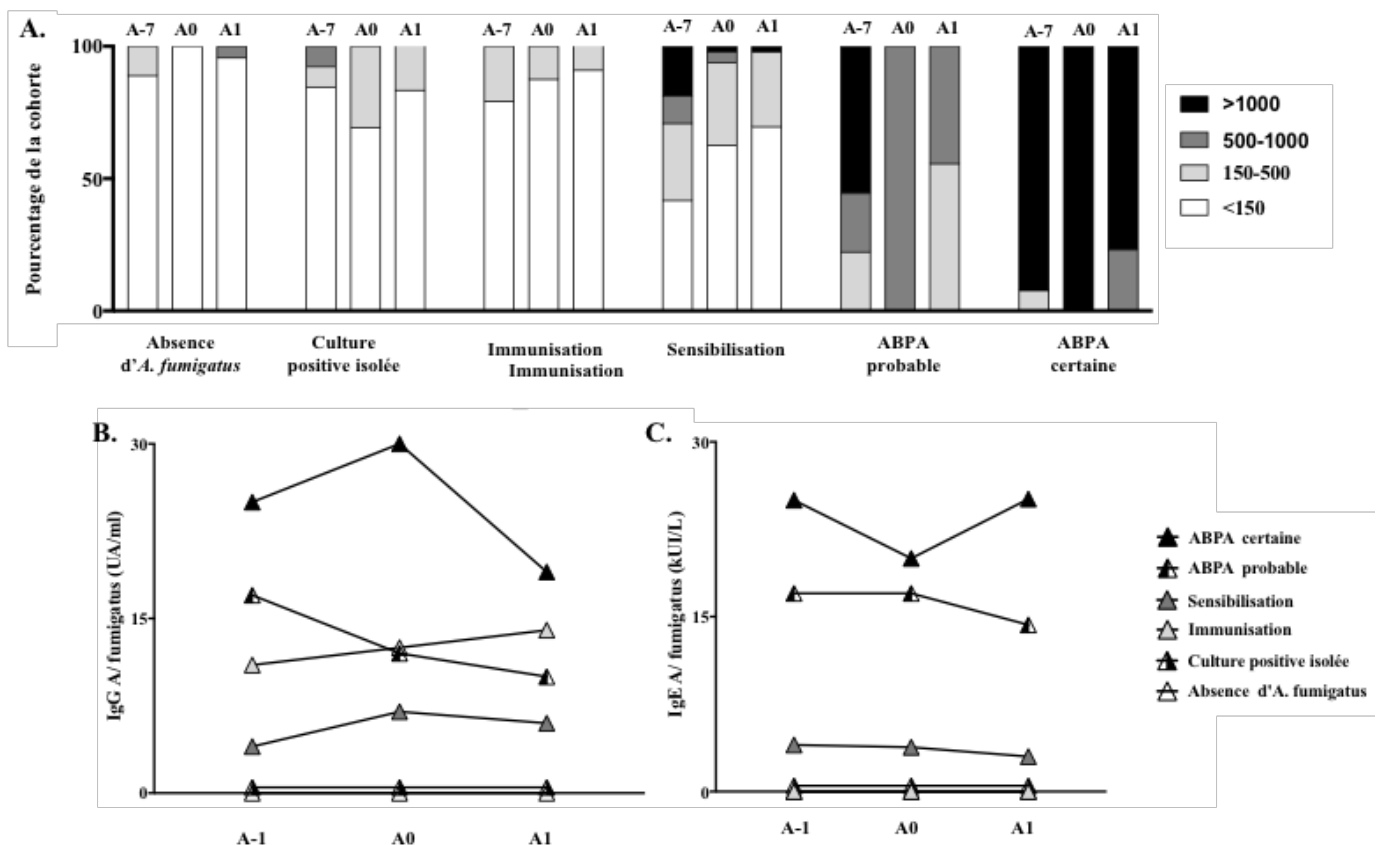 A.
A-7 A0 A1 A-7 A0 A1 A-7 A0 A1 A-7 A0 A1 A-7 A0 A1 A-7 A0 A1
Pourcentage de la cohorte
100
50
0
>1000
500-1000
150-500
<150
Absence
d'A. fumigatus
Culture
positive isolée
Immunisation
Immunisation
Sensibilisation
ABPA
probable
ABPA
certaine
B.
IgG A/ fumigatus (UA/ml)
30
15
0
A-1 A0 A1
C.
IgE A/ fumigatus (kUI/L)
30
15
0
A-1 A0 A1
ABPA certaine
ABPA probable
Sensibilisation
Immunisation
Culture positive isolée
Absence d'A. fumigatus